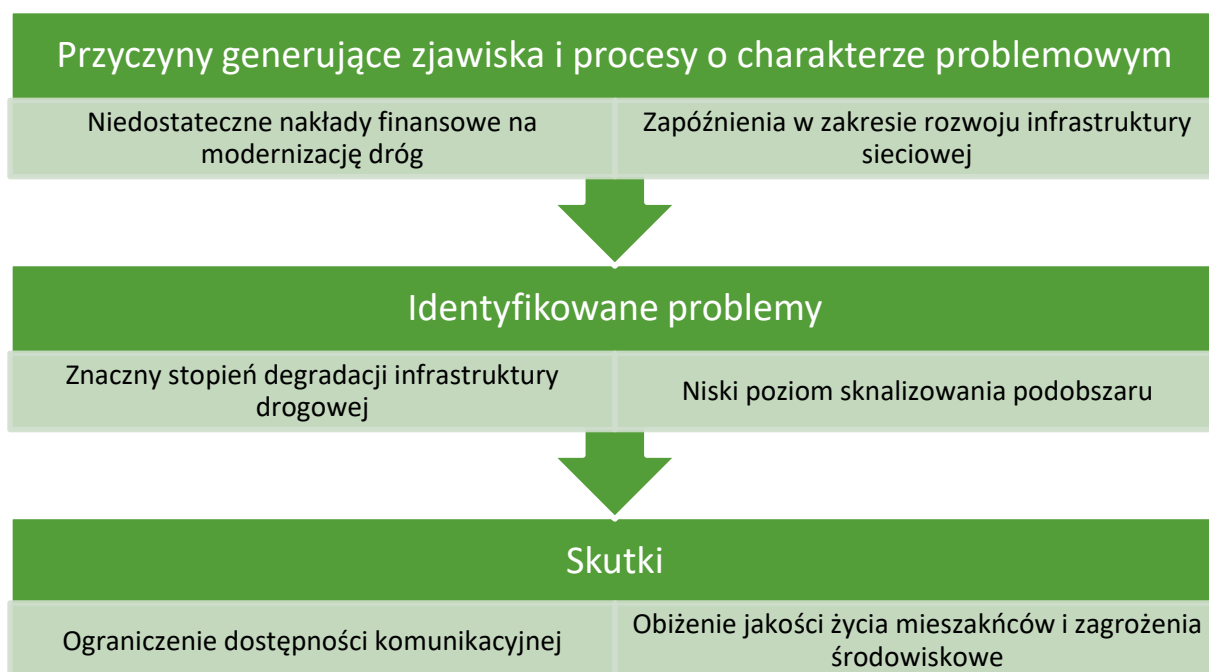 Przyczyny generujące zjawiska i procesy o charakterze problemowym
Niedostateczne nakłady finansowe na
modernizację dróg
Zapóźnienia w zakresie rozwoju infrastruktury
sieciowej
Identyfikowane problemy
Znaczny stopień degradacji infrastruktury
drogowej
Niski poziom sknalizowania podobszaru
Skutki
Ograniczenie dostępności komunikacyjnej
Obiżenie jakości życia mieszakńców i zagrożenia
środowiskowe